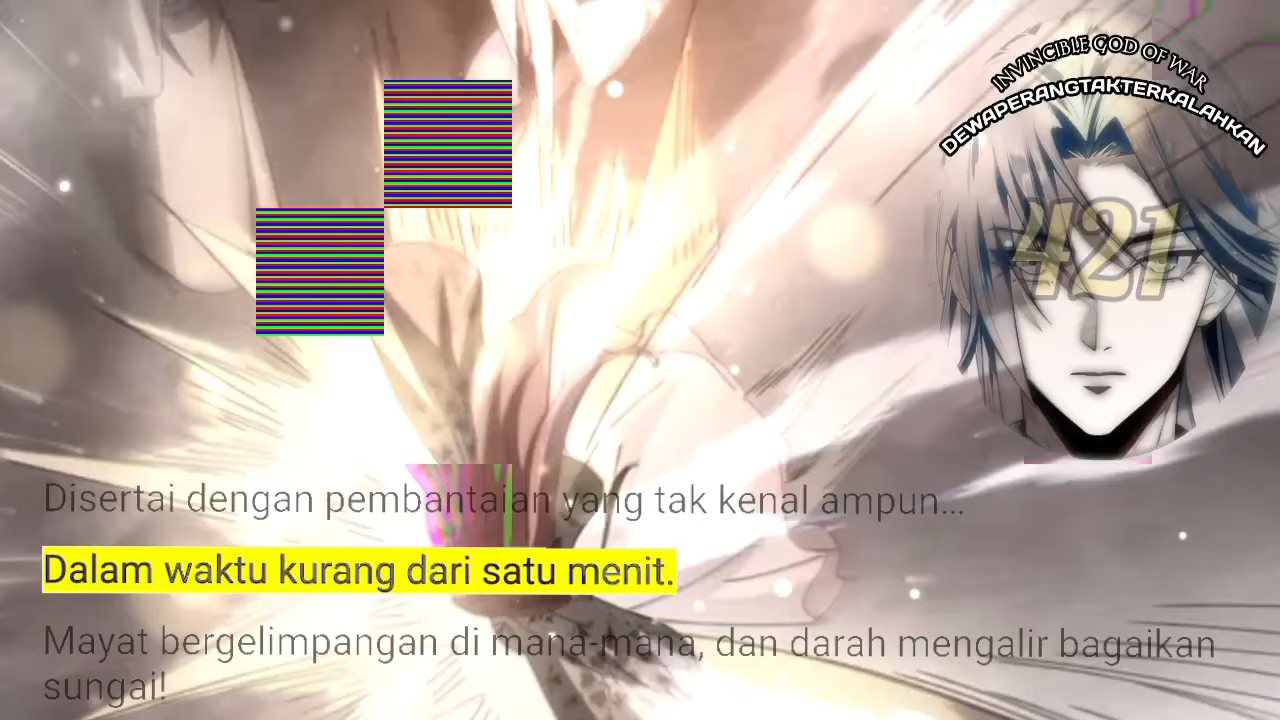 INVINCIBLE GOD OF WAR
DEWAPERANGTAKTERKALAHKAN
421
Disertai dengan pembantaian yang tak kenal ampun...
Dalam waktu kurang dari satu menit.
Mayat bergelimpangan di mana-mana, dan darah mengalir bagaikan
sungai!